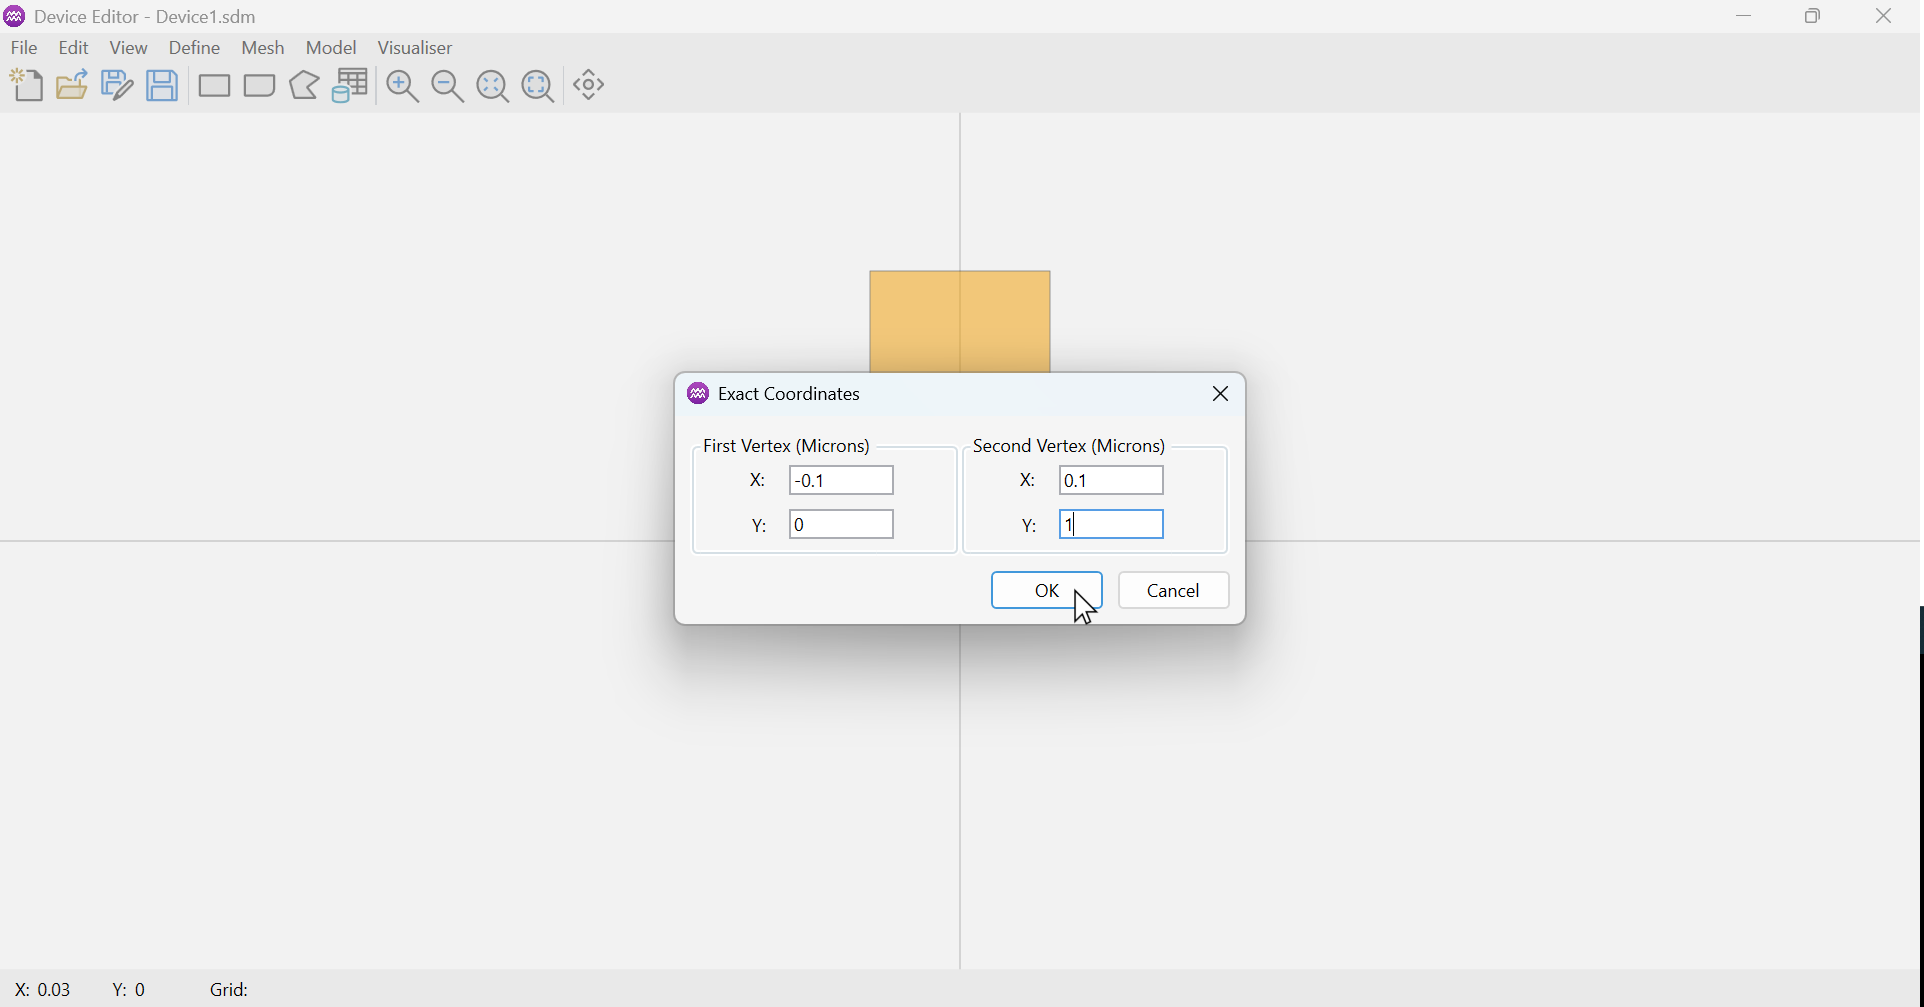 Device Editor - Device1.sdm
File Edit View Define Mesh Model Visualiser
Exact Coordinates
First Vertex (Microns) Second Vertex (Microns)
X: -0.1 X: 0.1
Y: 0 Y: 1
OK Cancel
X: 0.03 Y: 0 Grid: